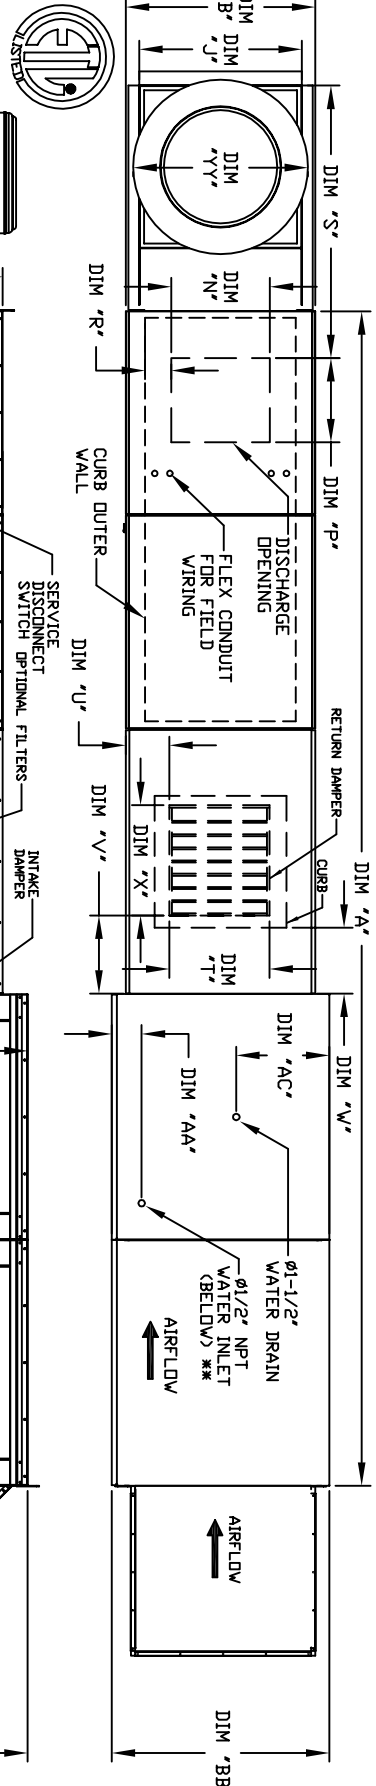 DIM
"B"
DIM
"J"
DIM
"YY"
DIM "S"
LISTED
DIM
"N"
DIM "R"
DIM "P"
DISCHARGE
OPENING
FLEX CONDUIT
FOR FIELD
WIRING
CURB OUTER
WALL
SERVICE
DISCONNECT
SWITCH
OPTIONAL FILTERS
INTAKE
DAMPER
DIM "U"
DIM "V"
DIM "X"
RETURN DAMPER
CURB
DIM "A"
DIM
"T"
DIM "W"
DIM "AC"
DIM "AA"
Ø1-1/2"
WATER DRAIN
Ø1/2" NPT
WATER INLET
(BELOW) **
AIRFLOW
AIRFLOW
DIM "BB